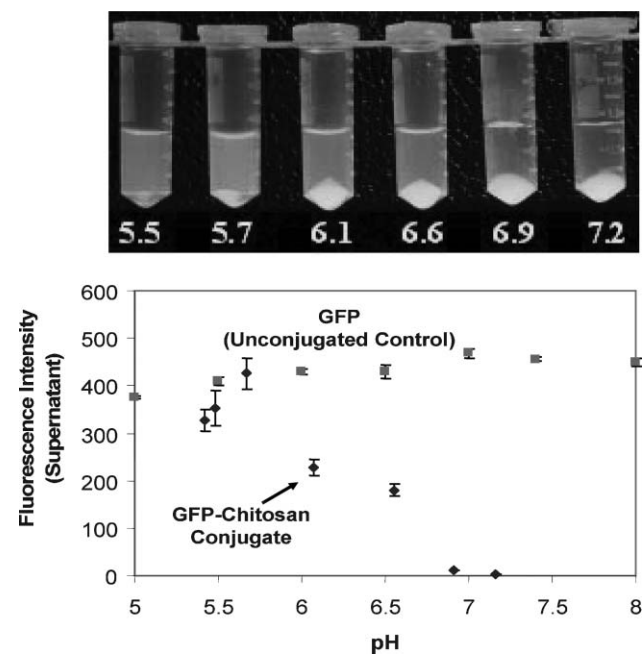 5.5 5.7 6.1 6.6 6.9 7.2
600
500
400
300
200
100
0
Fluorescence Intensity
(Supernatant)
GFP
(Unconjugated Control)
GFP-Chitosan
Conjugate
5 5.5 6 6.5 7 7.5 8
pH